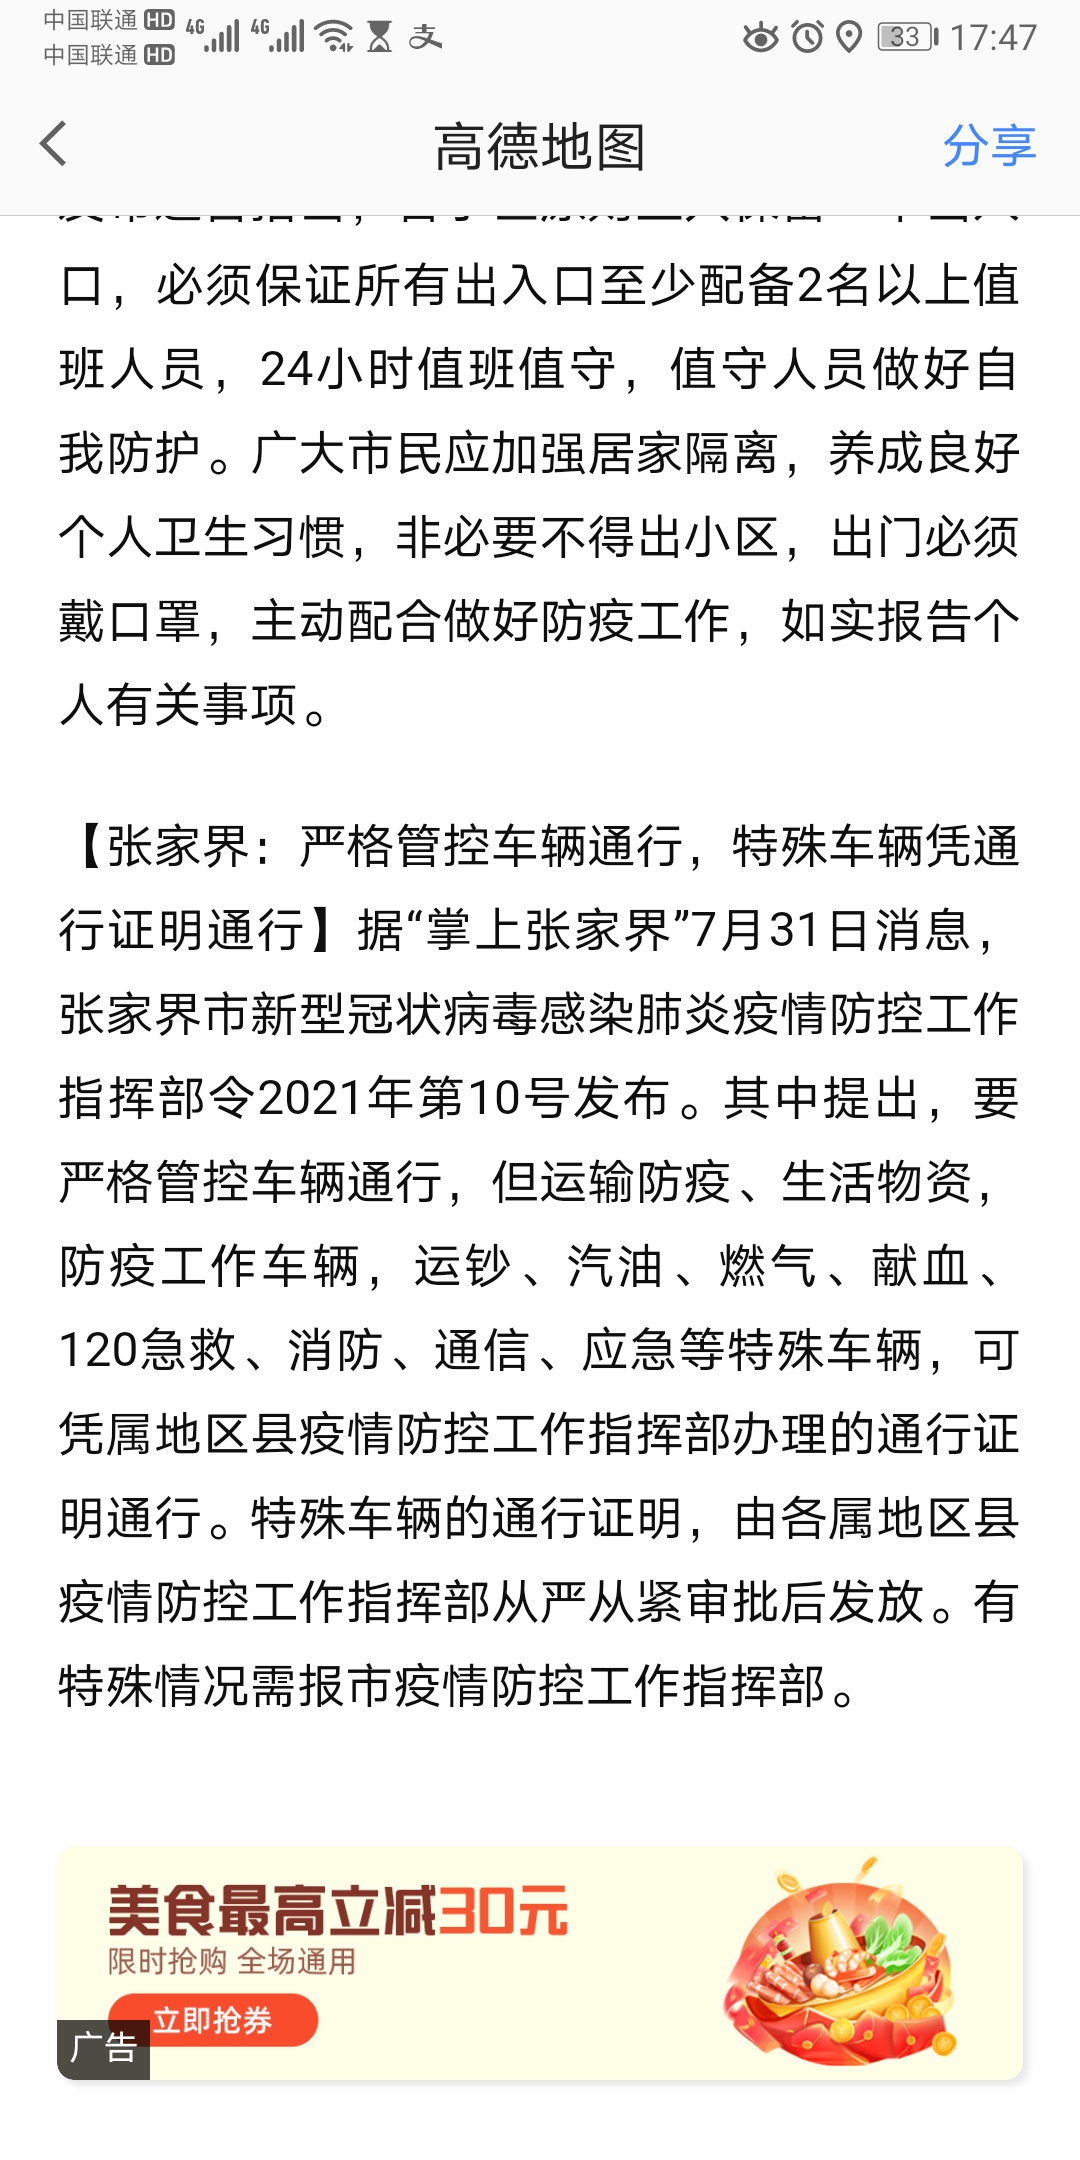 中国联通 HD
中国联通 HD
4G
4G
33
17:47
高德地图
分享
口，必须保证所有出入口至少配备2名以上值
班人员，24小时值班值守，值守人员做好自
我防护。广大市民应加强居家隔离，养成良好
个人卫生习惯，非必要不得出小区，出门必须
戴口罩，主动配合做好防疫工作，如实报告个
人有关事项。
【张家界：严格管控车辆通行，特殊车辆凭通
行证明通行】据“掌上张家界”7月31日消息，
张家界市新型冠状病毒感染肺炎疫情防控工作
指挥部令2021年第10号发布。其中提出，要
严格管控车辆通行，但运输防疫、生活物资，
防疫工作车辆，运钞、汽油、燃气、献血、
120急救、消防、通信、应急等特殊车辆，可
凭属地区县疫情防控工作指挥部办理的通行证
明通行。特殊车辆的通行证明，由各属地区县
疫情防控工作指挥部从严从紧审批后发放。有
特殊情况需报市疫情防控工作指挥部。
美食最高立减30元
限时抢购 全场通用
立即抢券
广告